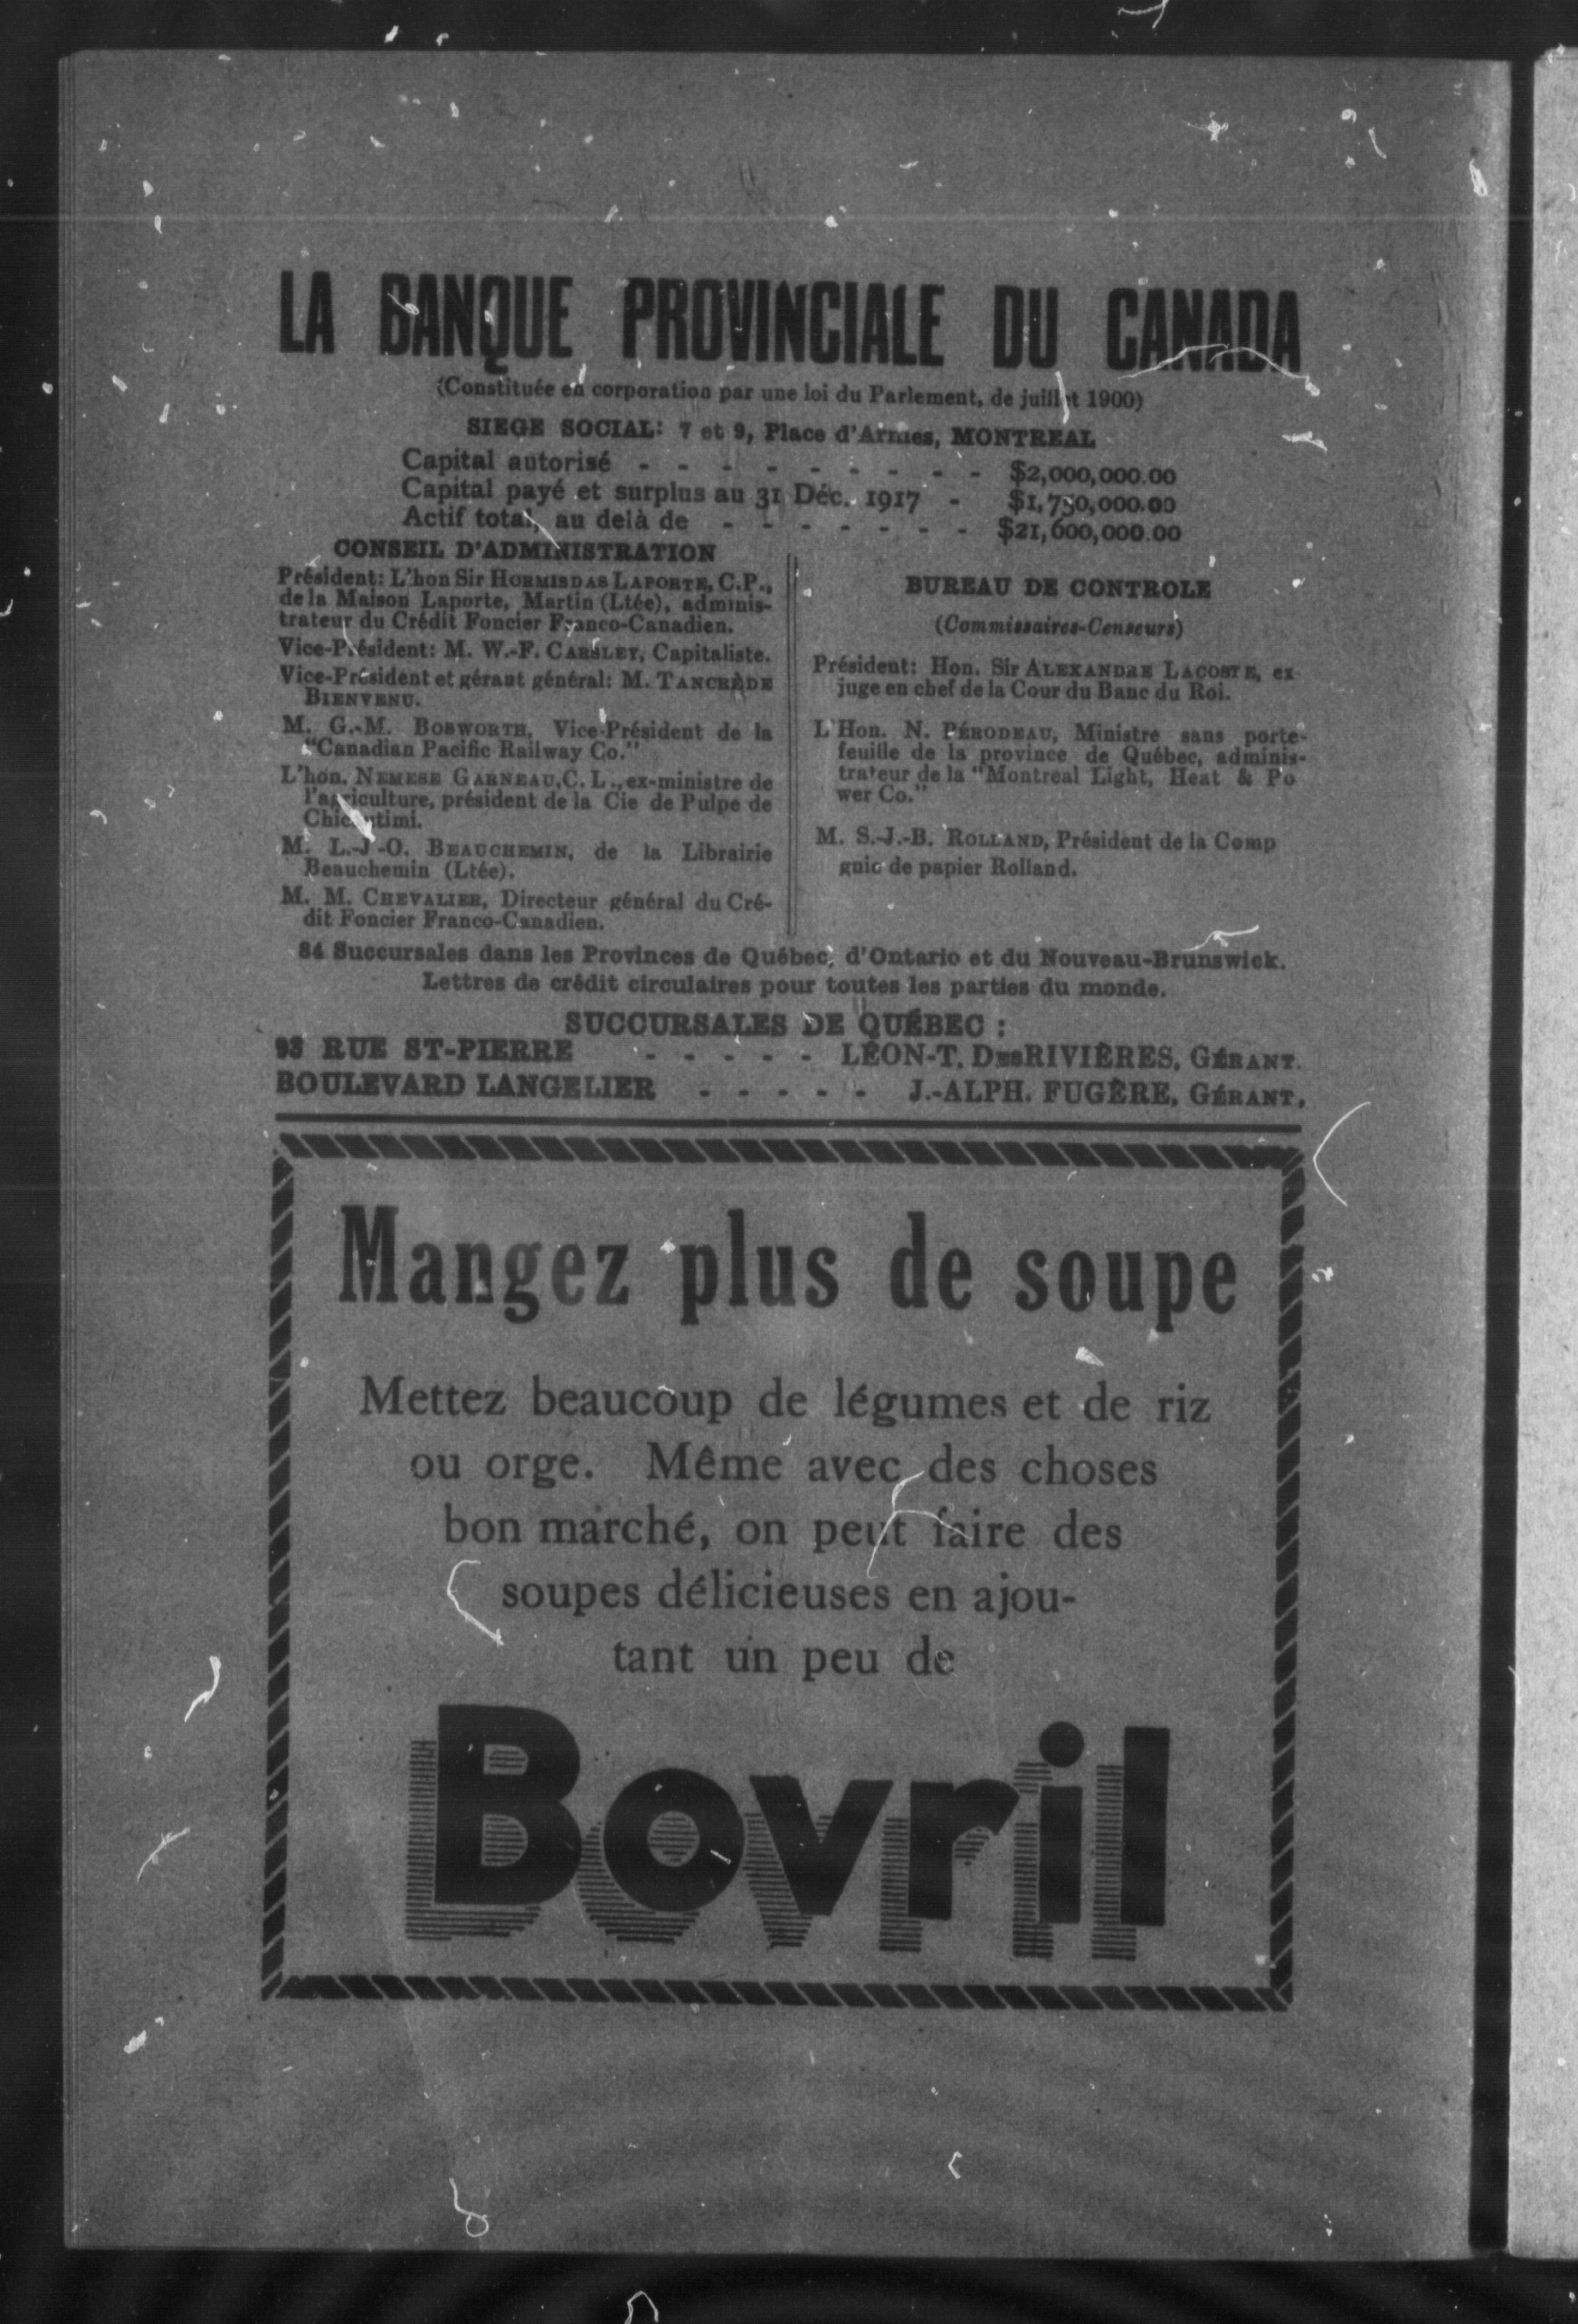 LA BANQUE PROVINCIALE DU CANADA
(Constituée en corporation par une loi du Parlement, de juillet 1900)
SIEGE SOCIAL: 7 et 9, Place d'Armes, MONTREAL
Capital autorisé - - - - - - - - - $2,000,000.00
Capital payé et surplus au 31 Déc. 1917 - $1,750,000.00
Actif total, au delà de - - - - - - - $21,600,000.00
CONSEIL D'ADMINISTRATION
Président: L'hon Sir HORMISDAS LAPORTE, C.P.,
de la Maison Laporte, Martin (Ltée), adminis-
trateur du Crédit Foncier Franco-Canadien.
Vice-Président: M. W.-F. CARSLEY, Capitaliste.
Vice-Président et gérant général: M. TANCRÈDE
BIENVENU.
M. G.-M. BOSWORTH, Vice-Président de la
"Canadian Pacific Railway Co."
L'hon. NEMESE GARNEAU, C. L., ex-ministre de
l'agriculture, président de la Cie de Pulpe de
Chicoutimi.
M. L.-J-O. BEAUCHEMIN, de la Librairie
Beauchemin (Ltée).
M. M. CHEVALIER, Directeur général du Cré-
dit Foncier Franco-Canadien.
BUREAU DE CONTROLE
(Commissaires-Censeurs)
Président: Hon. Sir ALEXANDRE LACOSTE, ex-
juge en chef de la Cour du Banc du Roi.
L'Hon. N. PÉRODEAU, Ministre sans porte-
feuille de la province de Québec, adminis-
trateur de la "Montreal Light, Heat & Po
wer Co."
M. S.-J.-B. ROLLAND, Président de la Comp
gnie de papier Rolland.
84 Succursales dans les Provinces de Québec, d'Ontario et du Nouveau-Brunswick.
Lettres de crédit circulaires pour toutes les parties du monde.
SUCCURSALES DE QUÉBEC :
93 RUE ST-PIERRE - - - - - LÉON-T. DesRIVIÈRES, GÉRANT.
BOULEVARD LANGELIER - - - - - J.-ALPH. FUGÈRE, GÉRANT,
Mangez plus de soupe
Mettez beaucoup de légumes et de riz
ou orge. Même avec des choses
bon marché, on peut faire des
soupes délicieuses en ajou-
tant un peu de
Bovril